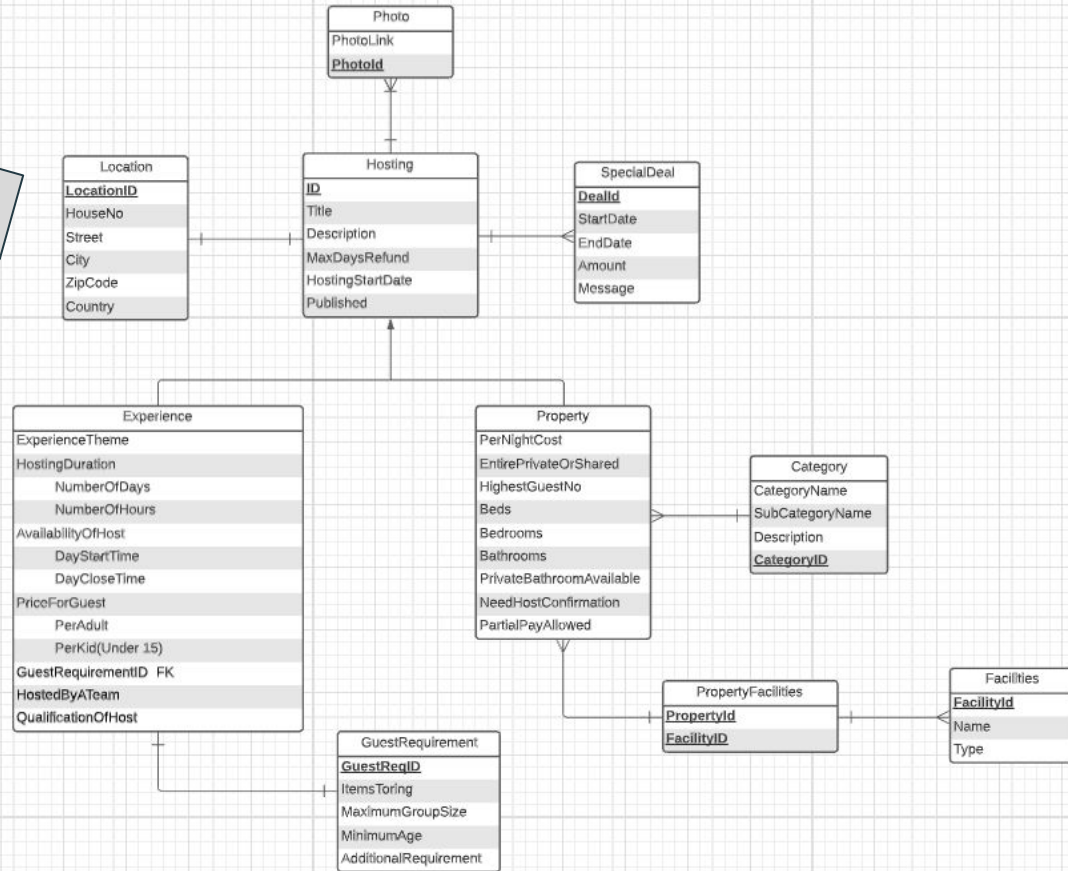 Photo
PhotoLink
PhotoId
Location
LocationID
HouseNo
Street
City
ZipCode
Country
Hosting
ID
Title
Description
MaxDaysRefund
HostingStartDate
Published
SpecialDeal
DealId
StartDate
EndDate
Amount
Message
Experience
ExperienceTheme
HostingDuration
NumberOfDays
NumberOfHours
AvailabilityOfHost
DayStartTime
DayCloseTime
PriceForGuest
PerAdult
PerKid(Under 15)
GuestRequirementID FK
HostedByATeam
QualificationOfHost
Property
PerNightCost
EntirePrivateOrShared
HighestGuestNo
Beds
Bedrooms
Bathrooms
PrivateBathroomAvailable
NeedHostConfirmation
PartialPayAllowed
Category
CategoryName
SubCategoryName
Description
CategoryID
PropertyFacilities
PropertyId
FacilityID
Facilities
FacilityId
Name
Type
GuestRequirement
GuestReqID
ItemsToring
MaximumGroupSize
MinimumAge
AdditionalRequirement